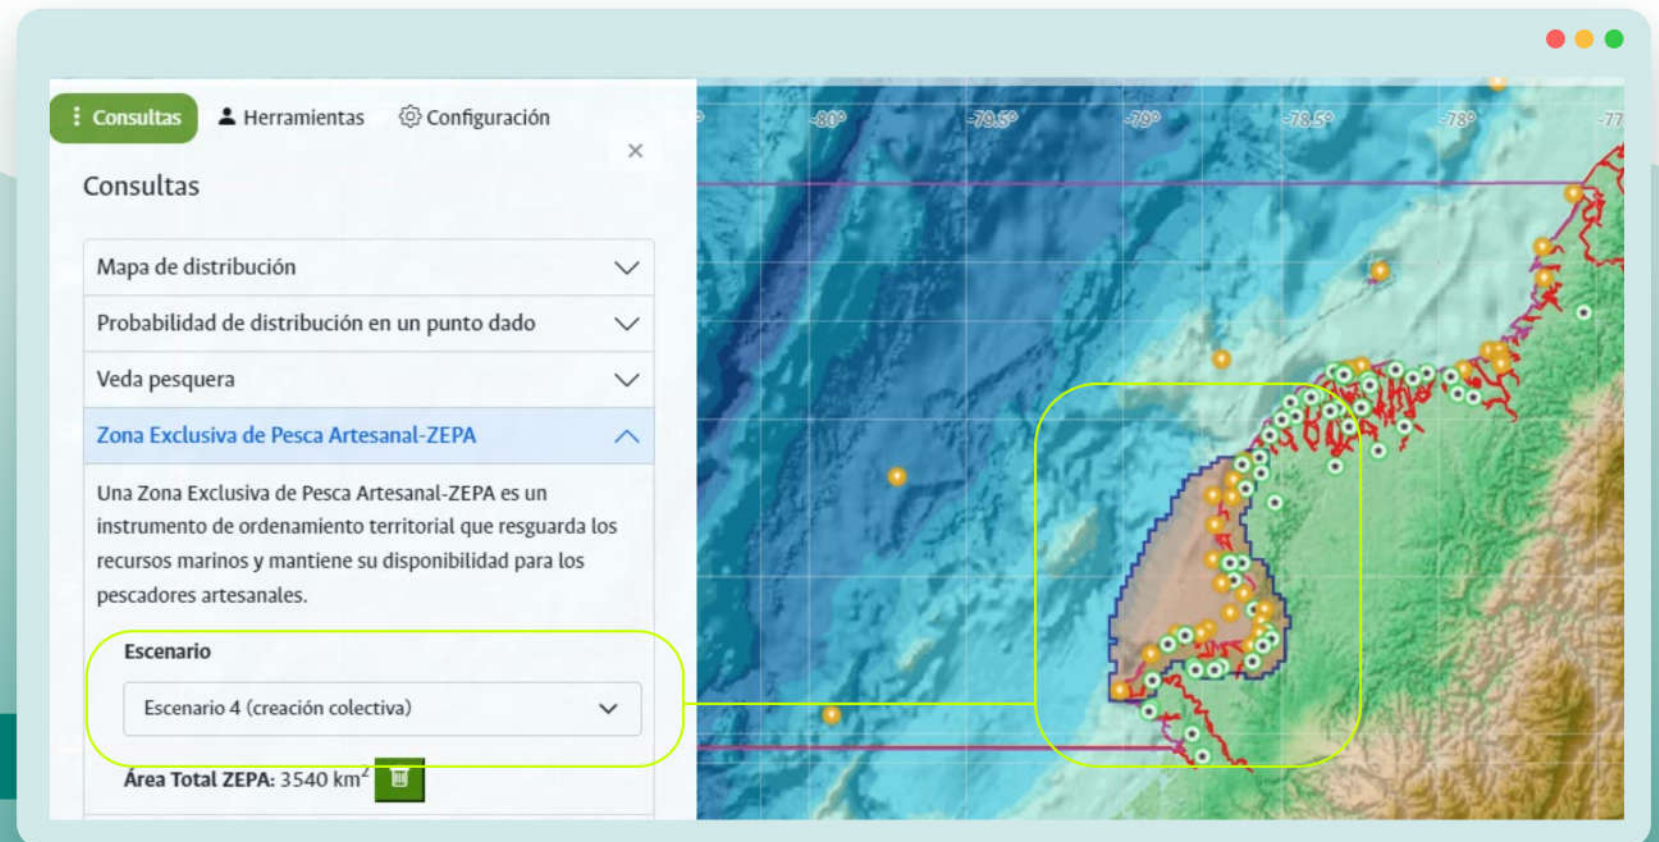 Consultas
Herramientas
Configuración
Consultas
Mapa de distribución
Probabilidad de distribución en un punto dado
Veda pesquera
Zona Exclusiva de Pesca Artesanal-ZEPA
Una Zona Exclusiva de Pesca Artesanal-ZEPA es un
instrumento de ordenamiento territorial que resguarda los
recursos marinos y mantiene su disponibilidad para los
pescadores artesanales.
Escenario
Escenario 4 (creación colectiva)
Área Total ZEPA: 3540 km²
-80°
-79.5°
-79°
-78.5°
-78°
-77